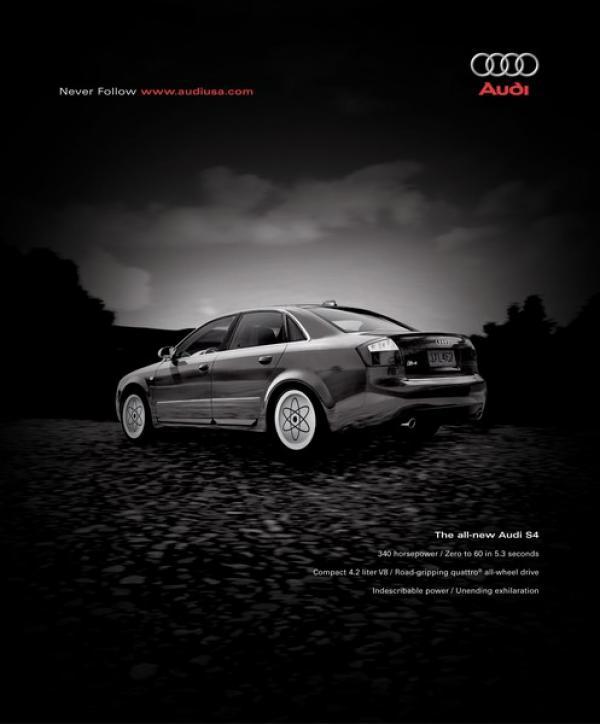 Never Follow www.audiusa.com
Audi
The all-new Audi S4
340 horsepower / Zero to 60 in 5.3 seconds
Compact 4.2 liter V8 / Road-gripping quattro® all-wheel drive
Indescribable power / Unending exhilaration